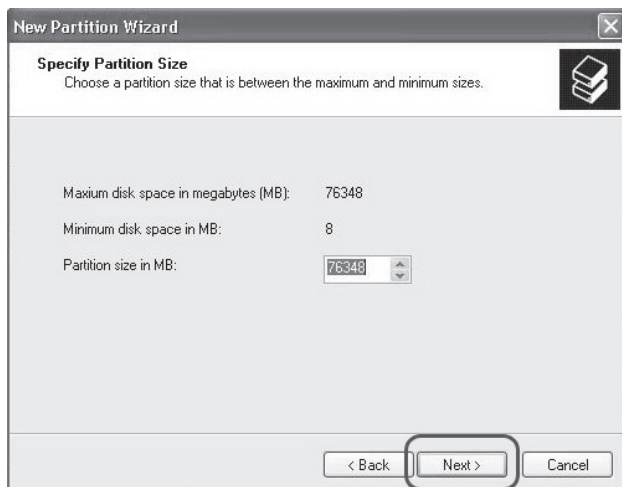 New Partition Wizard
Specify Partition Size
Choose a partition size that is between the maximum and minimum sizes.
Maxium disk space in megabytes (MB): 76348
Minimum disk space in MB: 8
Partition size in MB: 76348
< Back Next > Cancel